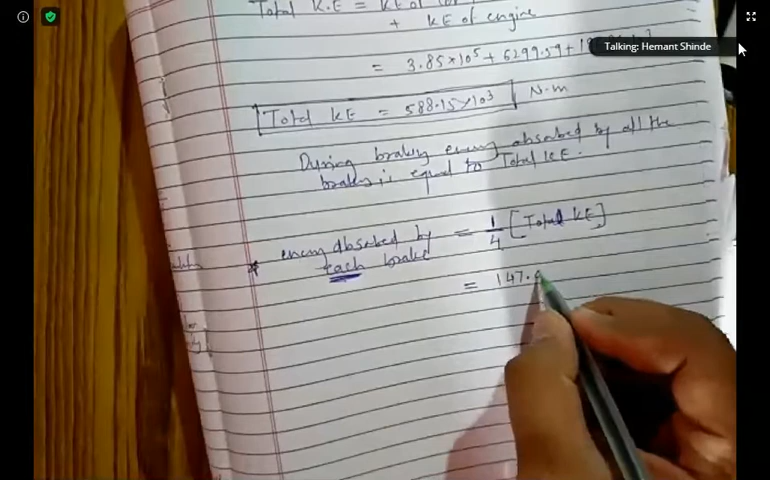 Total K.E = KE of
+ KE of engine
Talking: Hemant Shinde
= 3.85×10⁵ + 6299.59 + 1
Total KE = 588.15×10³ N-m
During braking energy absorbed by all the
brakes is equal to Total KE.
* energy absorbed by each brake = 1/4 [Total KE]
= 147.